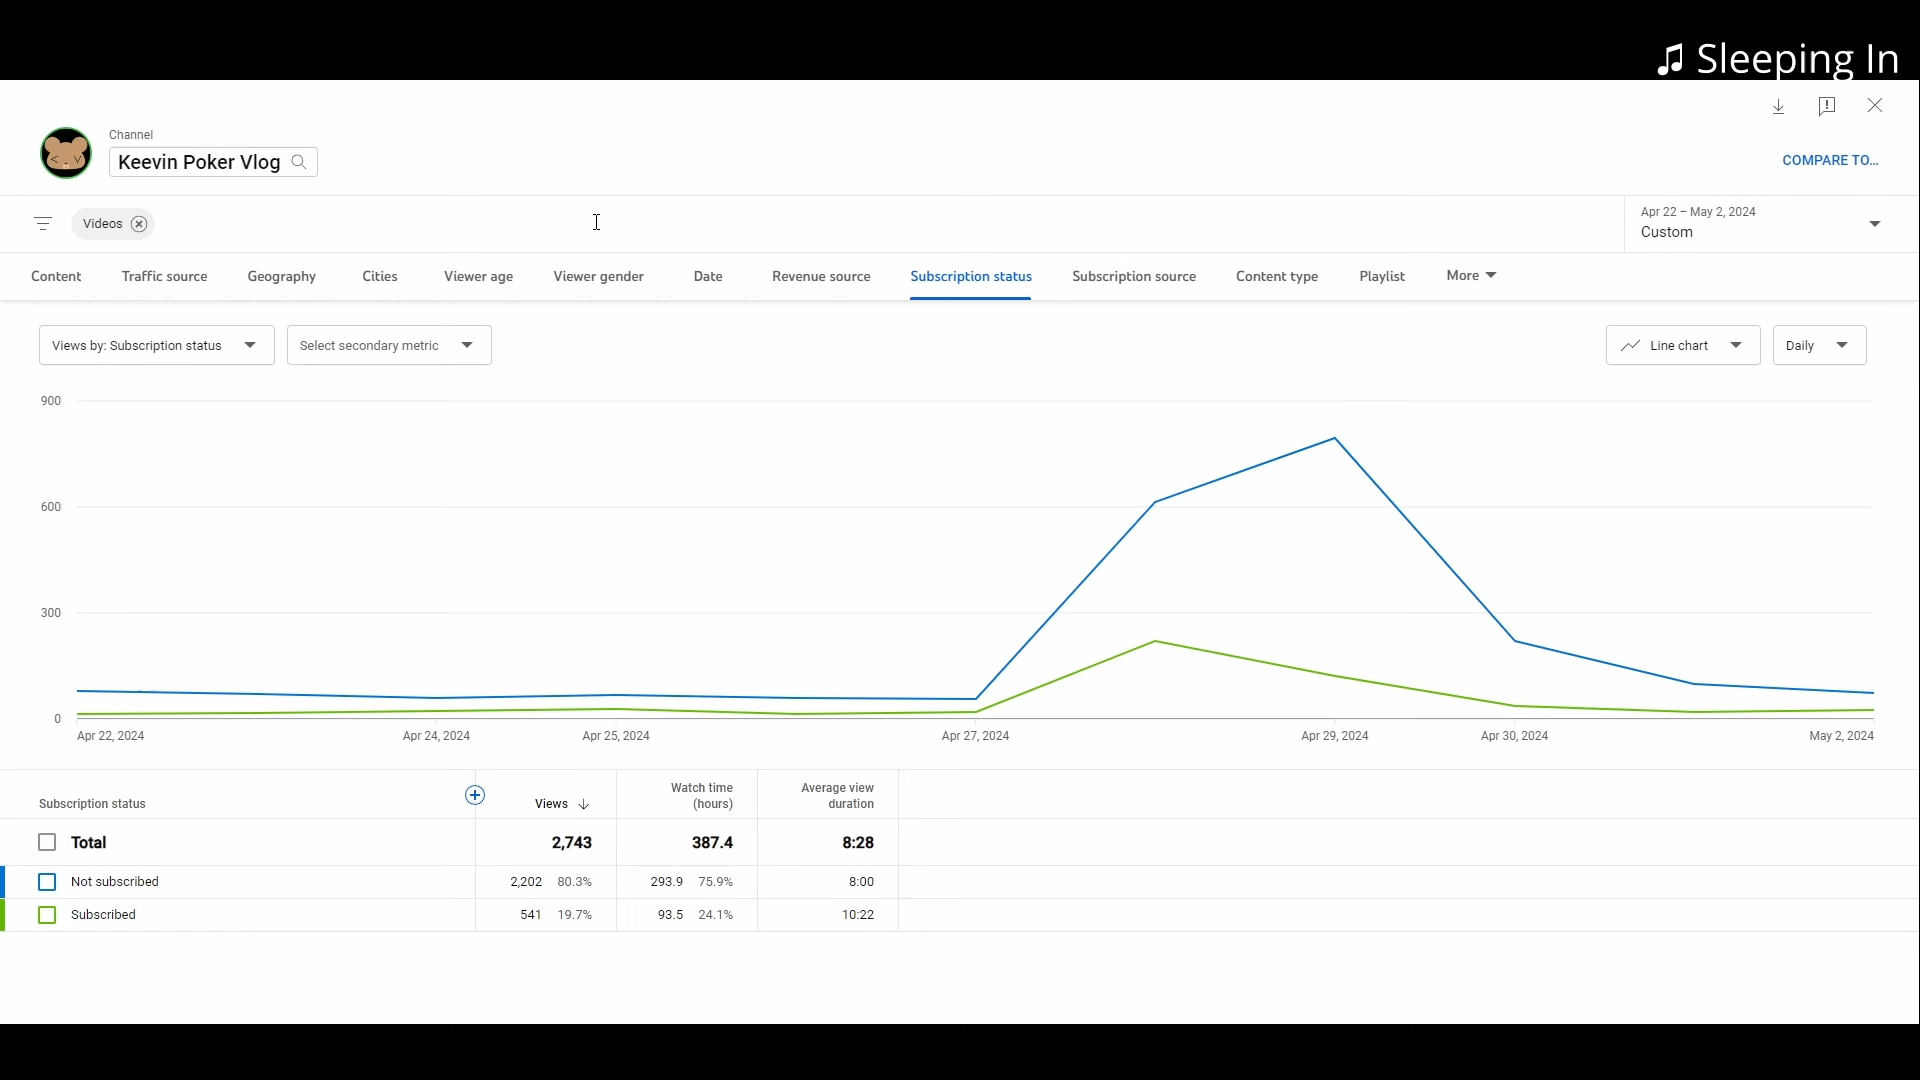 ♫ Sleeping In
Channel
Keevin Poker Vlog
COMPARE TO...
Videos
Apr 22 – May 2, 2024
Custom
Content Traffic source Geography Cities Viewer age Viewer gender Date Revenue source Subscription status Subscription source Content type Playlist More
Views by: Subscription status Select secondary metric Line chart Daily
900
600
300
0
Apr 22, 2024 Apr 24, 2024 Apr 25, 2024 Apr 27, 2024 Apr 29, 2024 Apr 30, 2024 May 2, 2024
Subscription status Views Watch time (hours) Average view duration
Total 2,743 387.4 8:28
Not subscribed 2,202 80.3% 293.9 75.9% 8:00
Subscribed 541 19.7% 93.5 24.1% 10:22